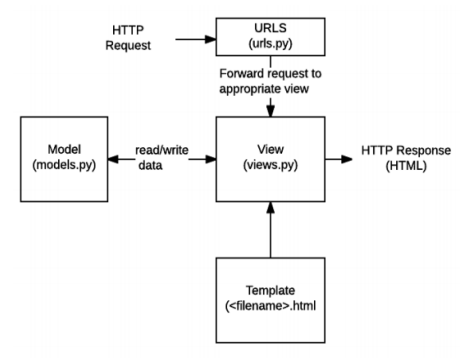 HTTP
Request
URLS
(urls.py)
Forward request to
appropriate view
Model
(models.py)
read/write
data
View
(views.py)
HTTP Response
(HTML)
Template
(<filename>.html